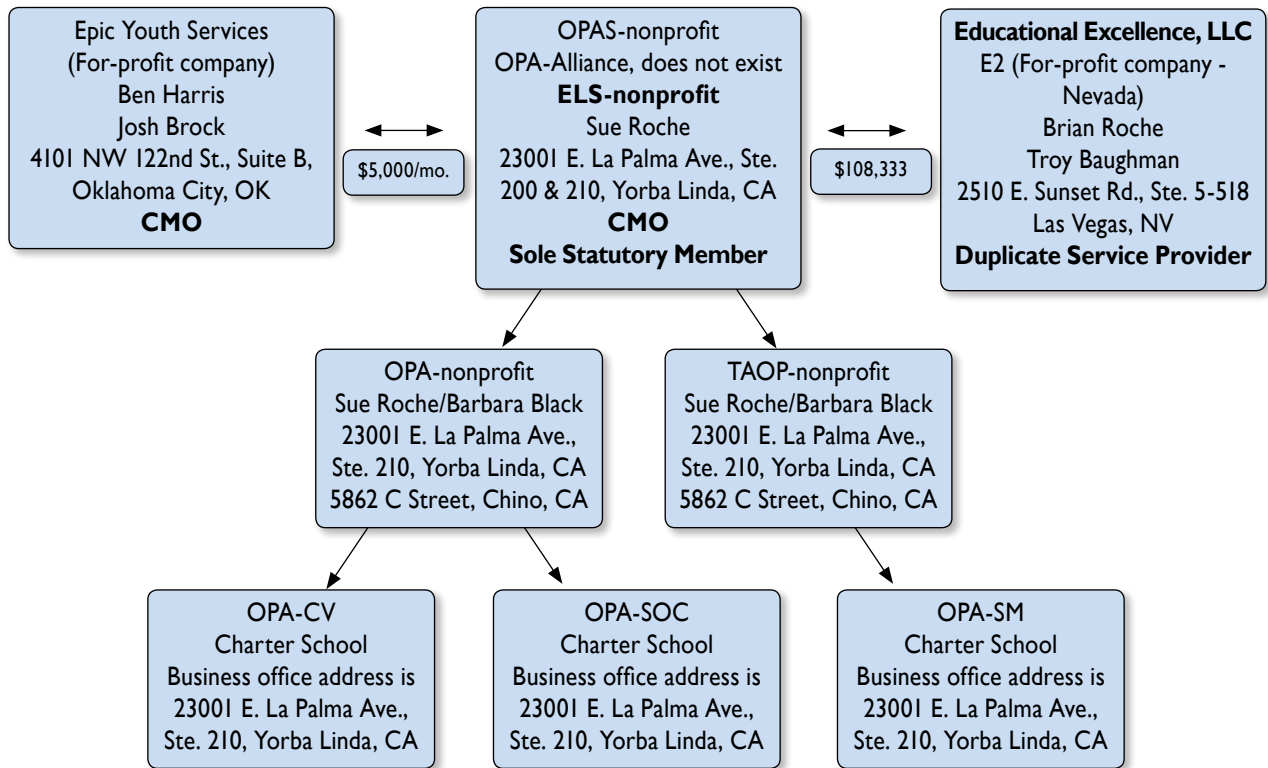 Epic Youth Services
(For-profit company)
Ben Harris
Josh Brock
4101 NW 122nd St., Suite B,
Oklahoma City, OK
CMO
$5,000/mo.
OPAS-nonprofit
OPA-Alliance, does not exist
ELS-nonprofit
Sue Roche
23001 E. La Palma Ave., Ste.
200 & 210, Yorba Linda, CA
CMO
Sole Statutory Member
$108,333
Educational Excellence, LLC
E2 (For-profit company -
Nevada)
Brian Roche
Troy Baughman
2510 E. Sunset Rd., Ste. 5-518
Las Vegas, NV
Duplicate Service Provider
OPA-nonprofit
Sue Roche/Barbara Black
23001 E. La Palma Ave.,
Ste. 210, Yorba Linda, CA
5862 C Street, Chino, CA
TAOP-nonprofit
Sue Roche/Barbara Black
23001 E. La Palma Ave.,
Ste. 210, Yorba Linda, CA
5862 C Street, Chino, CA
OPA-CV
Charter School
Business office address is
23001 E. La Palma Ave.,
Ste. 210, Yorba Linda, CA
OPA-SOC
Charter School
Business office address is
23001 E. La Palma Ave.,
Ste. 210, Yorba Linda, CA
OPA-SM
Charter School
Business office address is
23001 E. La Palma Ave.,
Ste. 210, Yorba Linda, CA